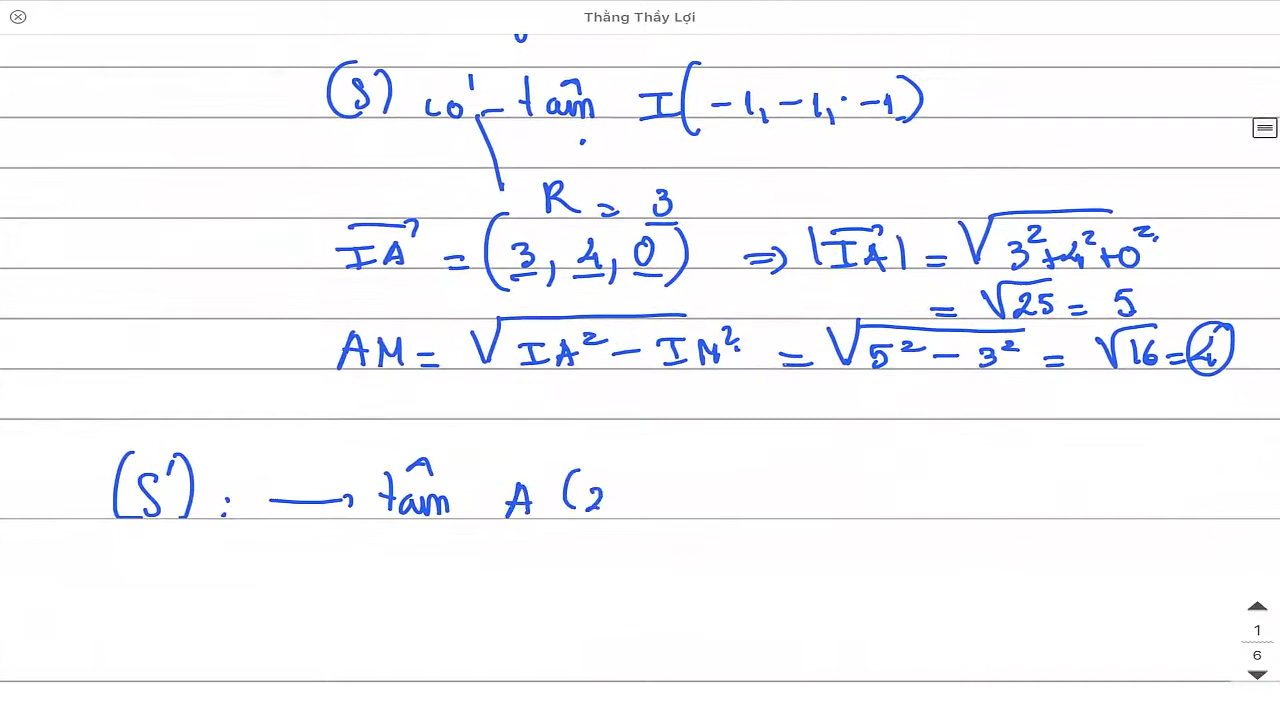 Thằng Thầy Lợi
(S) có tâm I(-1, -1, -1)
R = 3
IA = (3, 4, 0) => |IA| = √3² + 4² + 0²
= √25 = 5
AM = √IA² - IM² = √5² - 3² = √16 = 4
(S'): → tâm A (2
1
6